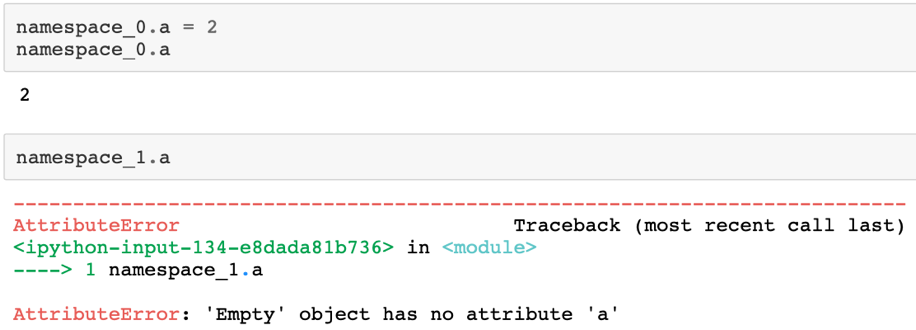 namespace_0.a = 2
namespace_0.a
2
namespace_1.a
---------------------------------------------------------------------------
AttributeError                            Traceback (most recent call last)
<ipython-input-134-e8dada81b736> in <module>
----> 1 namespace_1.a
AttributeError: 'Empty' object has no attribute 'a'